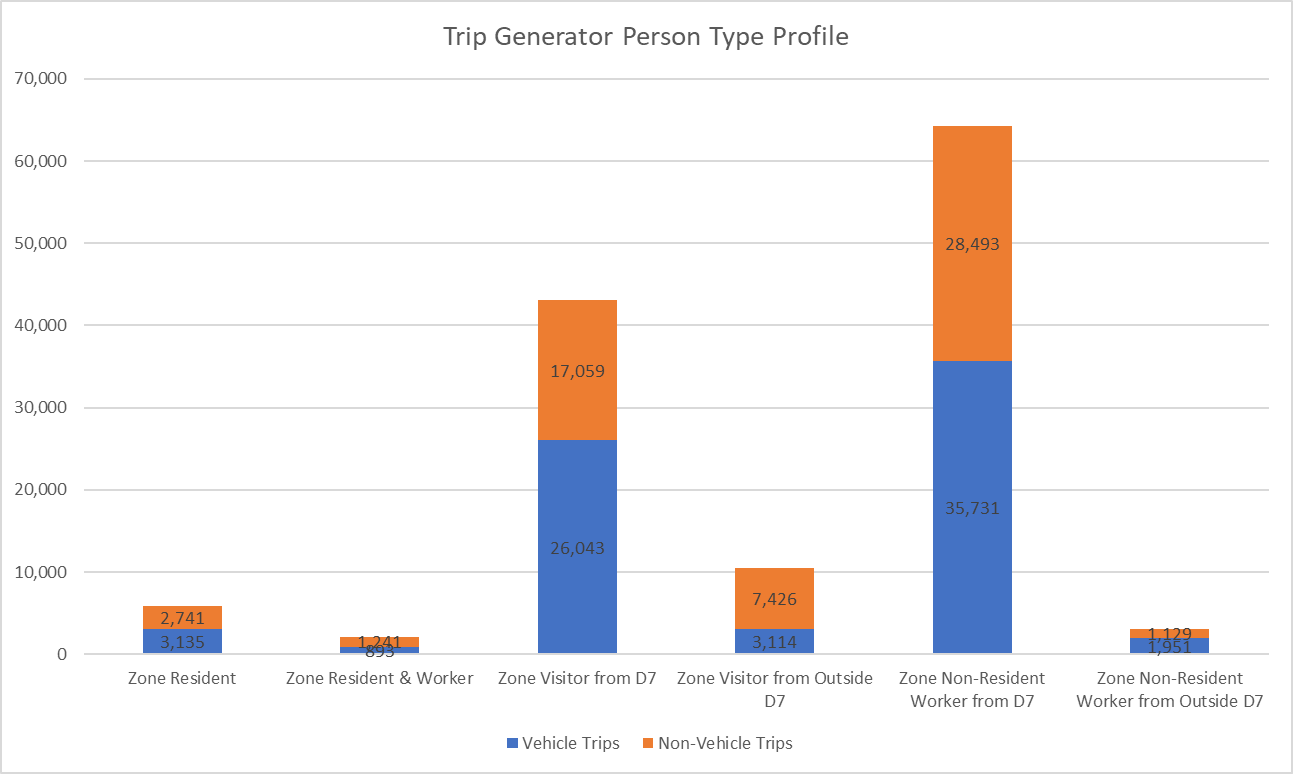 Trip Generator Person Type Profile
70,000
60,000
50,000
40,000
30,000
20,000
10,000
0
2,741
3,135
1,241
893
17,059
26,043
7,426
3,114
28,493
35,731
1,129
1,951
Zone Resident
Zone Resident & Worker
Zone Visitor from D7
Zone Visitor from Outside
D7
Zone Non-Resident
Worker from D7
Zone Non-Resident
Worker from Outside D7
Vehicle Trips
Non-Vehicle Trips